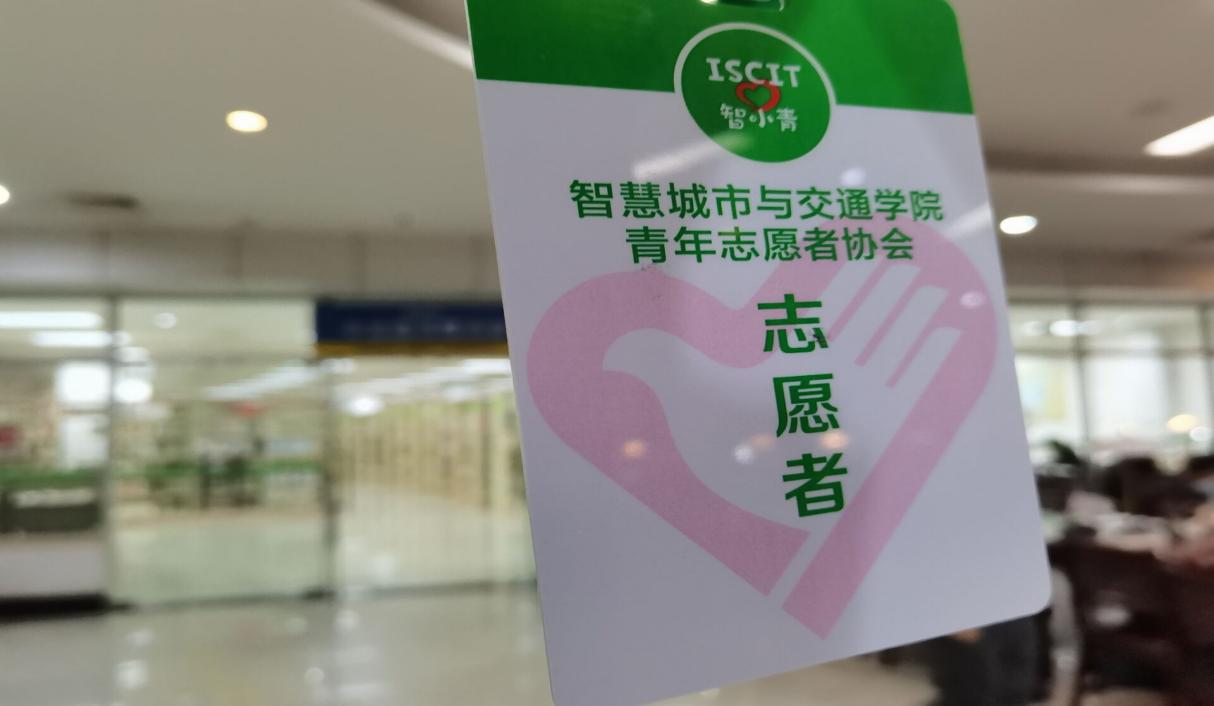 ISCIT
智小青
智慧城市与交通学院
青年志愿者协会
志
愿
者